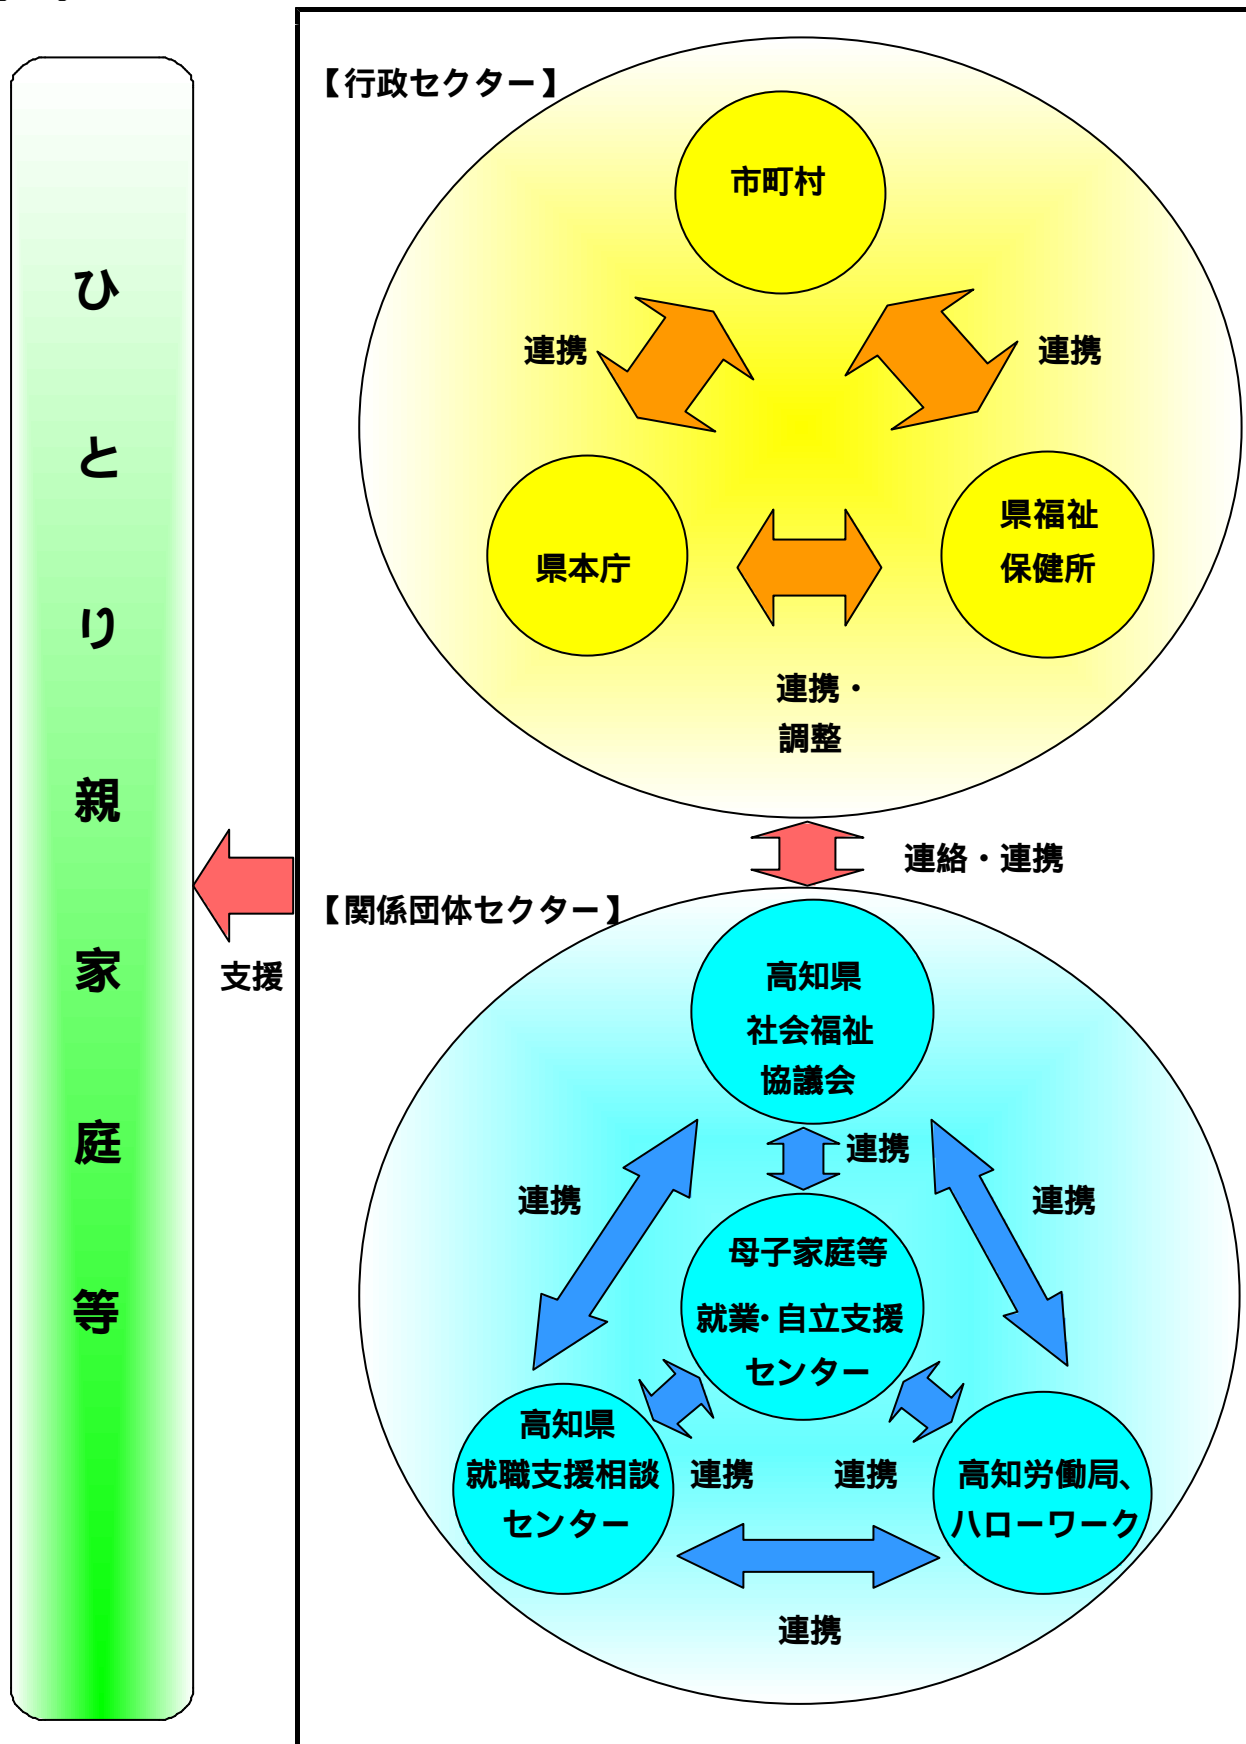 ひとり親家庭等
支援
【行政セクター】
市町村
連携
連携
県本庁
県福祉
保健所
連携・
調整
連絡・連携
【関係団体セクター】
高知県
社会福祉
協議会
連携
連携
連携
母子家庭等
就業・自立支援
センター
高知県
就職支援相談
センター
連携
連携
高知労働局、
ハローワーク
連携